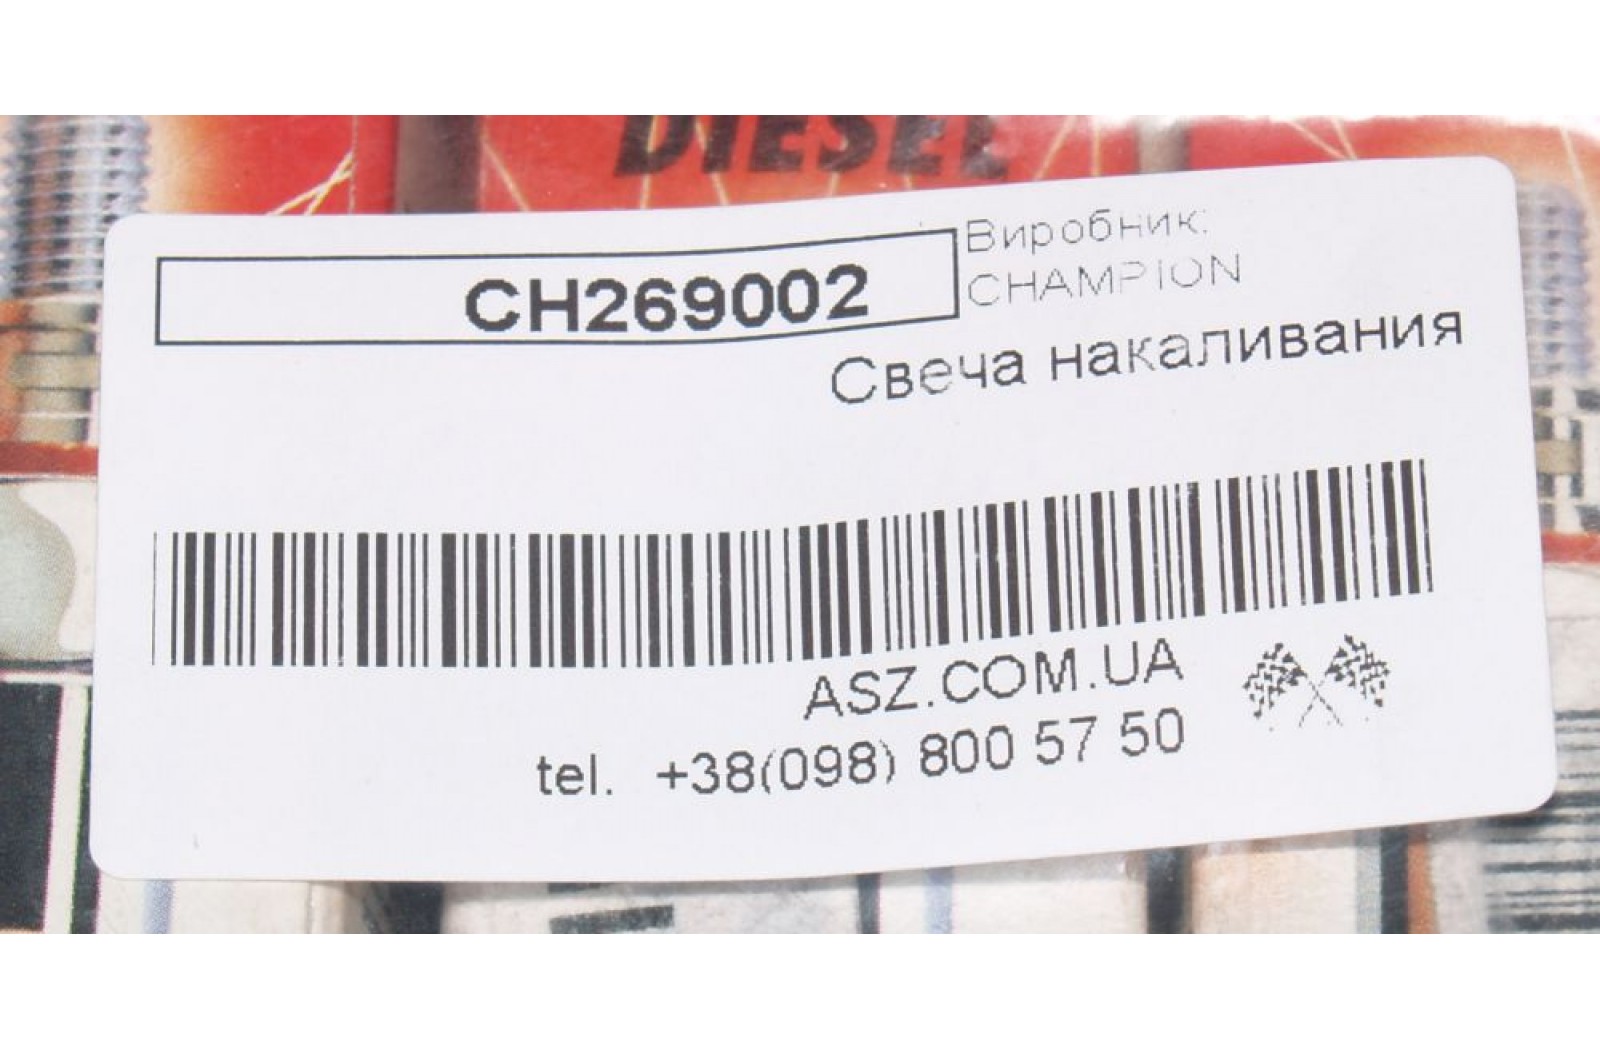 DIESEL
CH269002
Виробник:
CHAMPION
Свеча накаливания
ASZ.COM.UA
tel. +38(098) 800 57 50